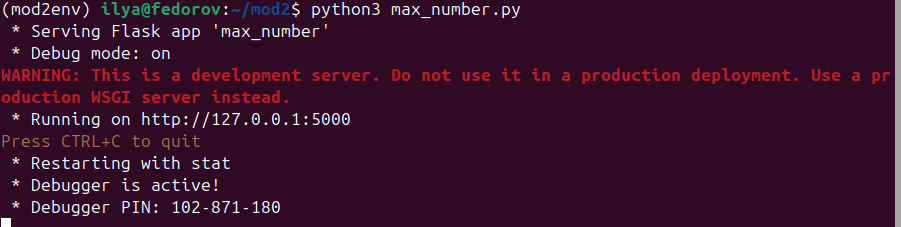 (mod2env) ilya@fedorov:~/mod2$ python3 max_number.py
 * Serving Flask app 'max_number'
 * Debug mode: on
WARNING: This is a development server. Do not use it in a production deployment. Use a pr
oduction WSGI server instead.
 * Running on http://127.0.0.1:5000
Press CTRL+C to quit
 * Restarting with stat
 * Debugger is active!
 * Debugger PIN: 102-871-180